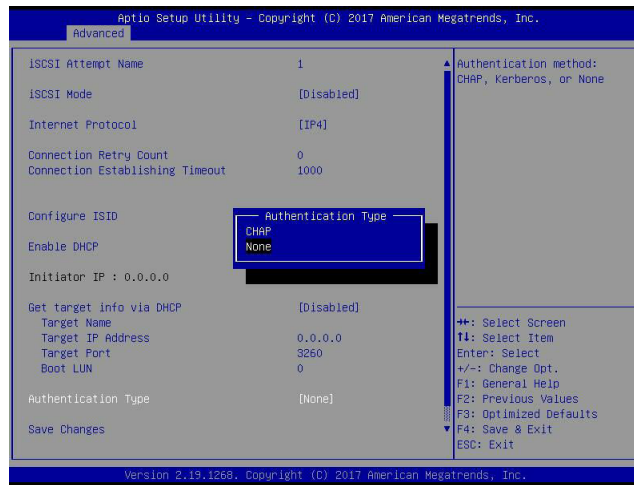 Aptio Setup Utility – Copyright (C) 2017 American Megatrends, Inc.
Advanced
iSCSI Attempt Name 1
iSCSI Mode [Disabled]
Internet Protocol [IP4]
Connection Retry Count 0
Connection Establishing Timeout 1000
Configure ISID
Enable DHCP
Initiator IP : 0.0.0.0
Get target info via DHCP [Disabled]
Target Name
Target IP Address 0.0.0.0
Target Port 3260
Boot LUN 0
Authentication Type [None]
Save Changes
Authentication Type
CHAP
None
Authentication method:
CHAP, Kerberos, or None
→←: Select Screen
↑↓: Select Item
Enter: Select
+/-: Change Opt.
F1: General Help
F2: Previous Values
F3: Optimized Defaults
F4: Save & Exit
ESC: Exit
Version 2.19.1268. Copyright (C) 2017 American Megatrends, Inc.